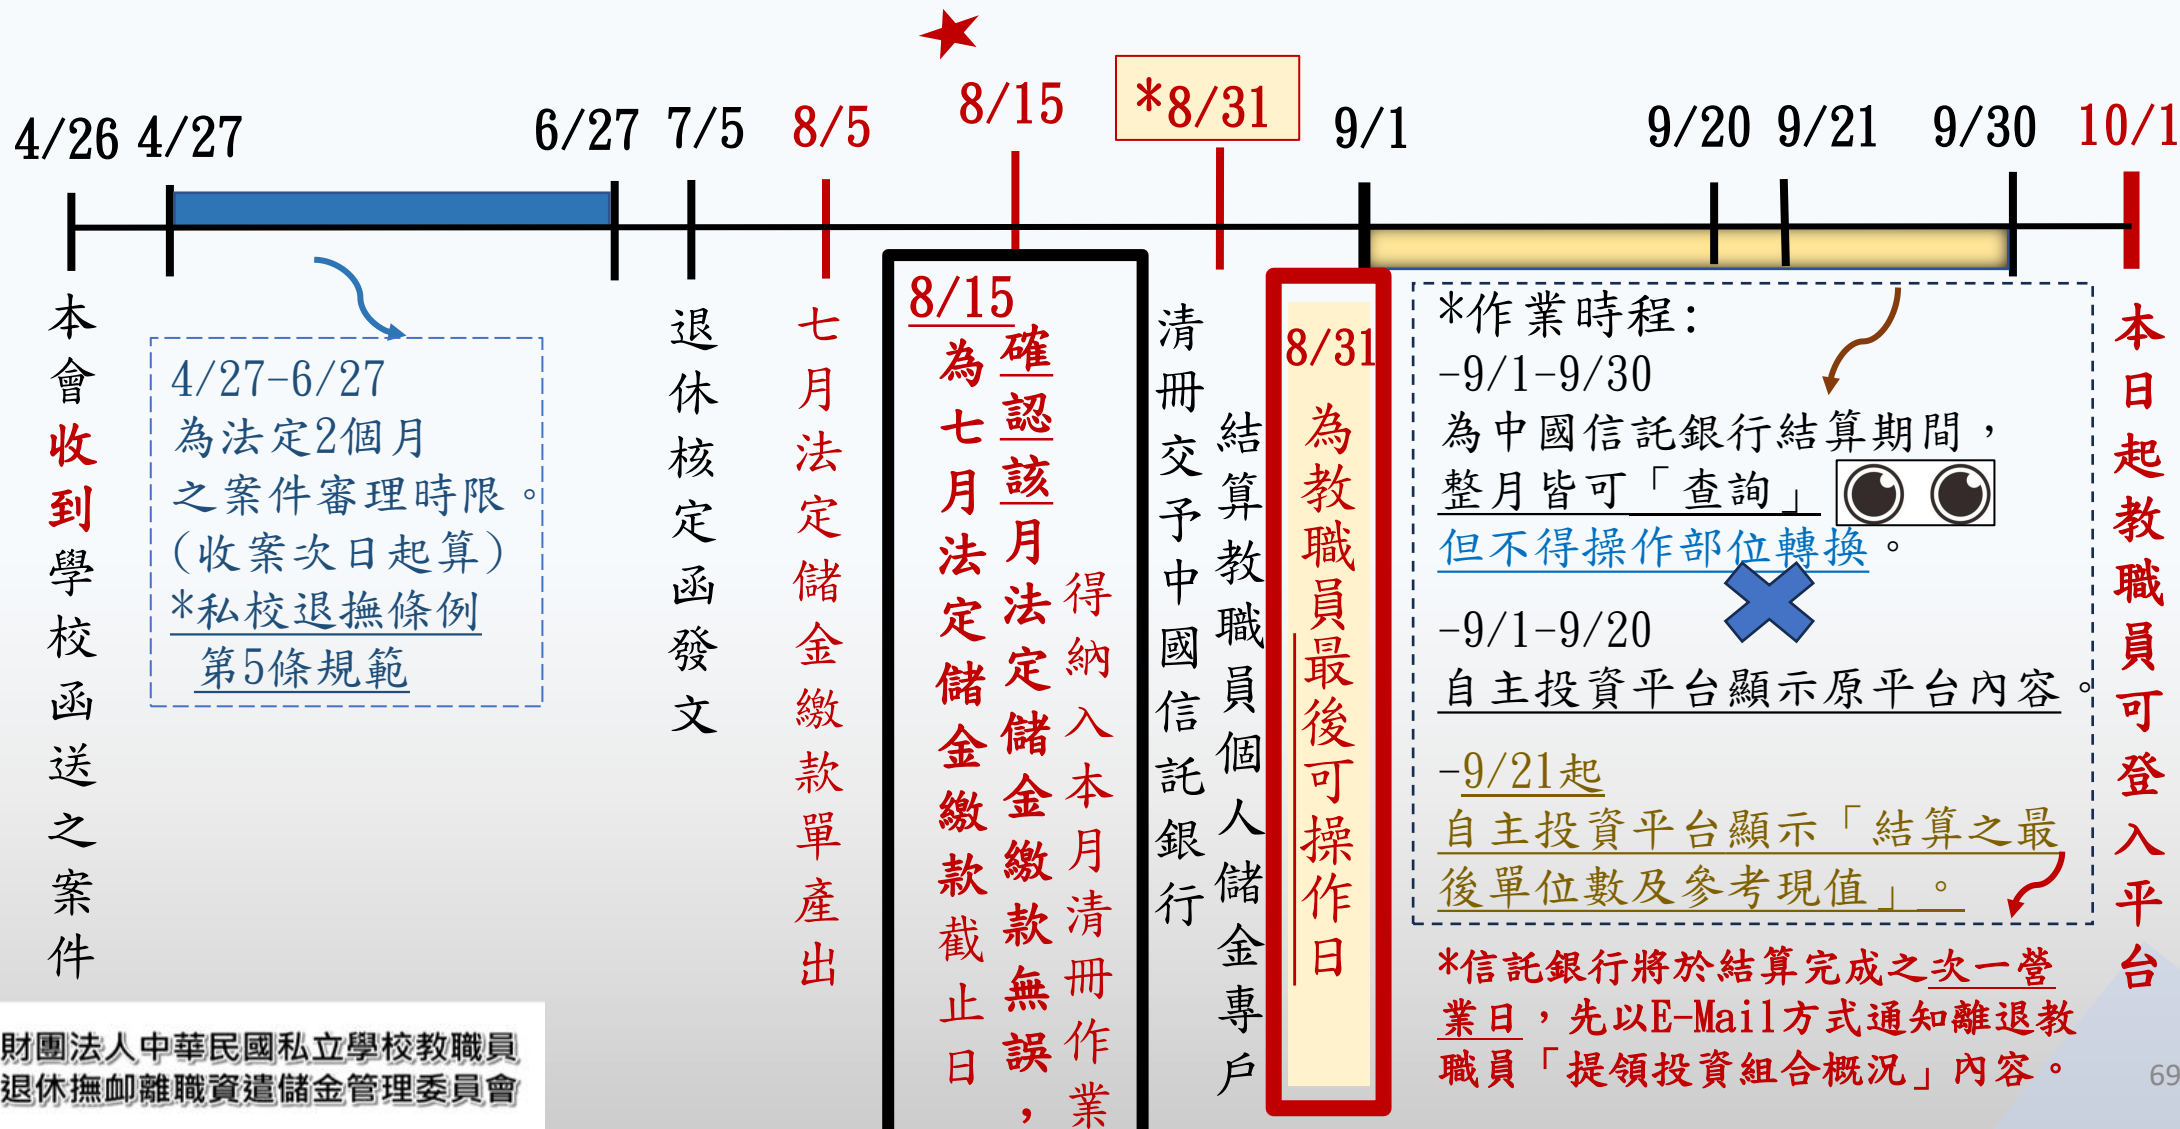 4/26
4/27
6/27
7/5
8/5
8/15
*8/31
9/1
9/20
9/21
9/30
10/1
本會收到學校函送之案件
4/27-6/27
為法定2個月
之案件審理時限。
(收案次日起算)
*私校退撫條例
第5條規範
退休核定函發文
七月法定儲金繳款單產出
8/15
為七月法定儲金繳款截止日
確認該月法定儲金繳款無誤，
得納入本月清冊作業
清冊交予中國信託銀行
結算教職員個人儲金專戶
8/31
為教職員最後可操作日
*作業時程:
-9/1-9/30
為中國信託銀行結算期間，
整月皆可「查詢」
但不得操作部位轉換。
-9/1-9/20
自主投資平台顯示原平台內容。
-9/21起
自主投資平台顯示「結算之最
後單位數及參考現值」。
*信託銀行將於結算完成之次一營
業日，先以E-Mail方式通知離退教
職員「提領投資組合概況」內容。
本日起教職員可登入平台
財團法人中華民國私立學校教職員
退休撫卹離職資遣儲金管理委員會
69